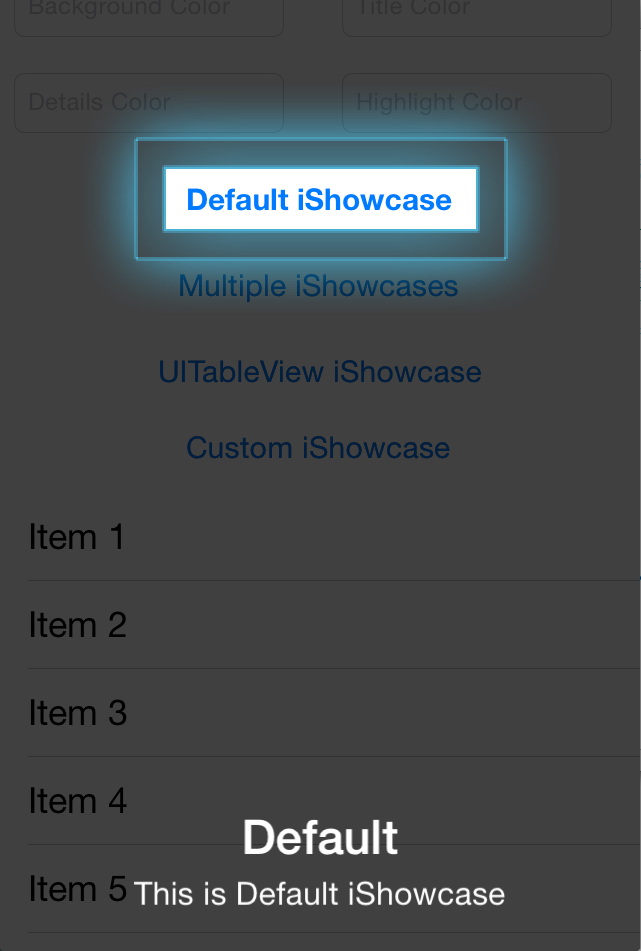 Background Color
Title Color
Details Color
Highlight Color
Default iShowcase
Multiple iShowcases
UITableView iShowcase
Custom iShowcase
Item 1
Item 2
Item 3
Item 4
Default
Item 5
This is Default iShowcase